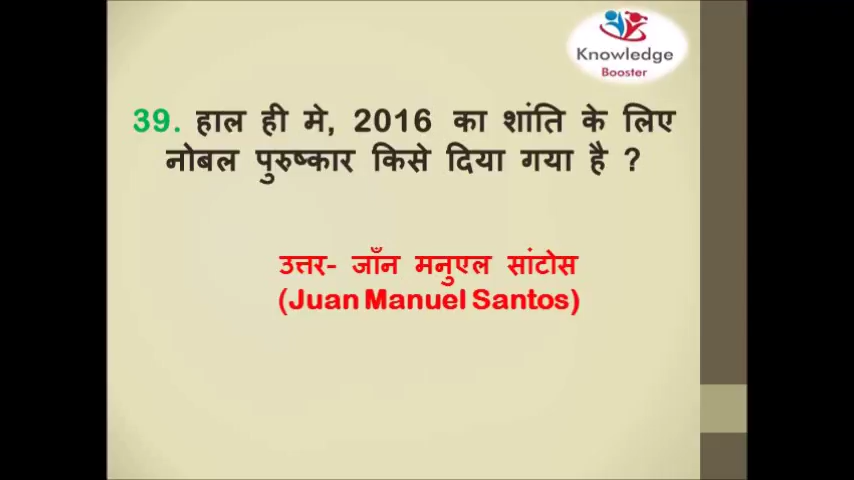 Knowledge
Booster
39. हाल ही मे, 2016 का शांति के लिए
नोबल पुरुष्कार किसे दिया गया है ?
उत्तर- जाँन मनुएल सांटोस
(Juan Manuel Santos)